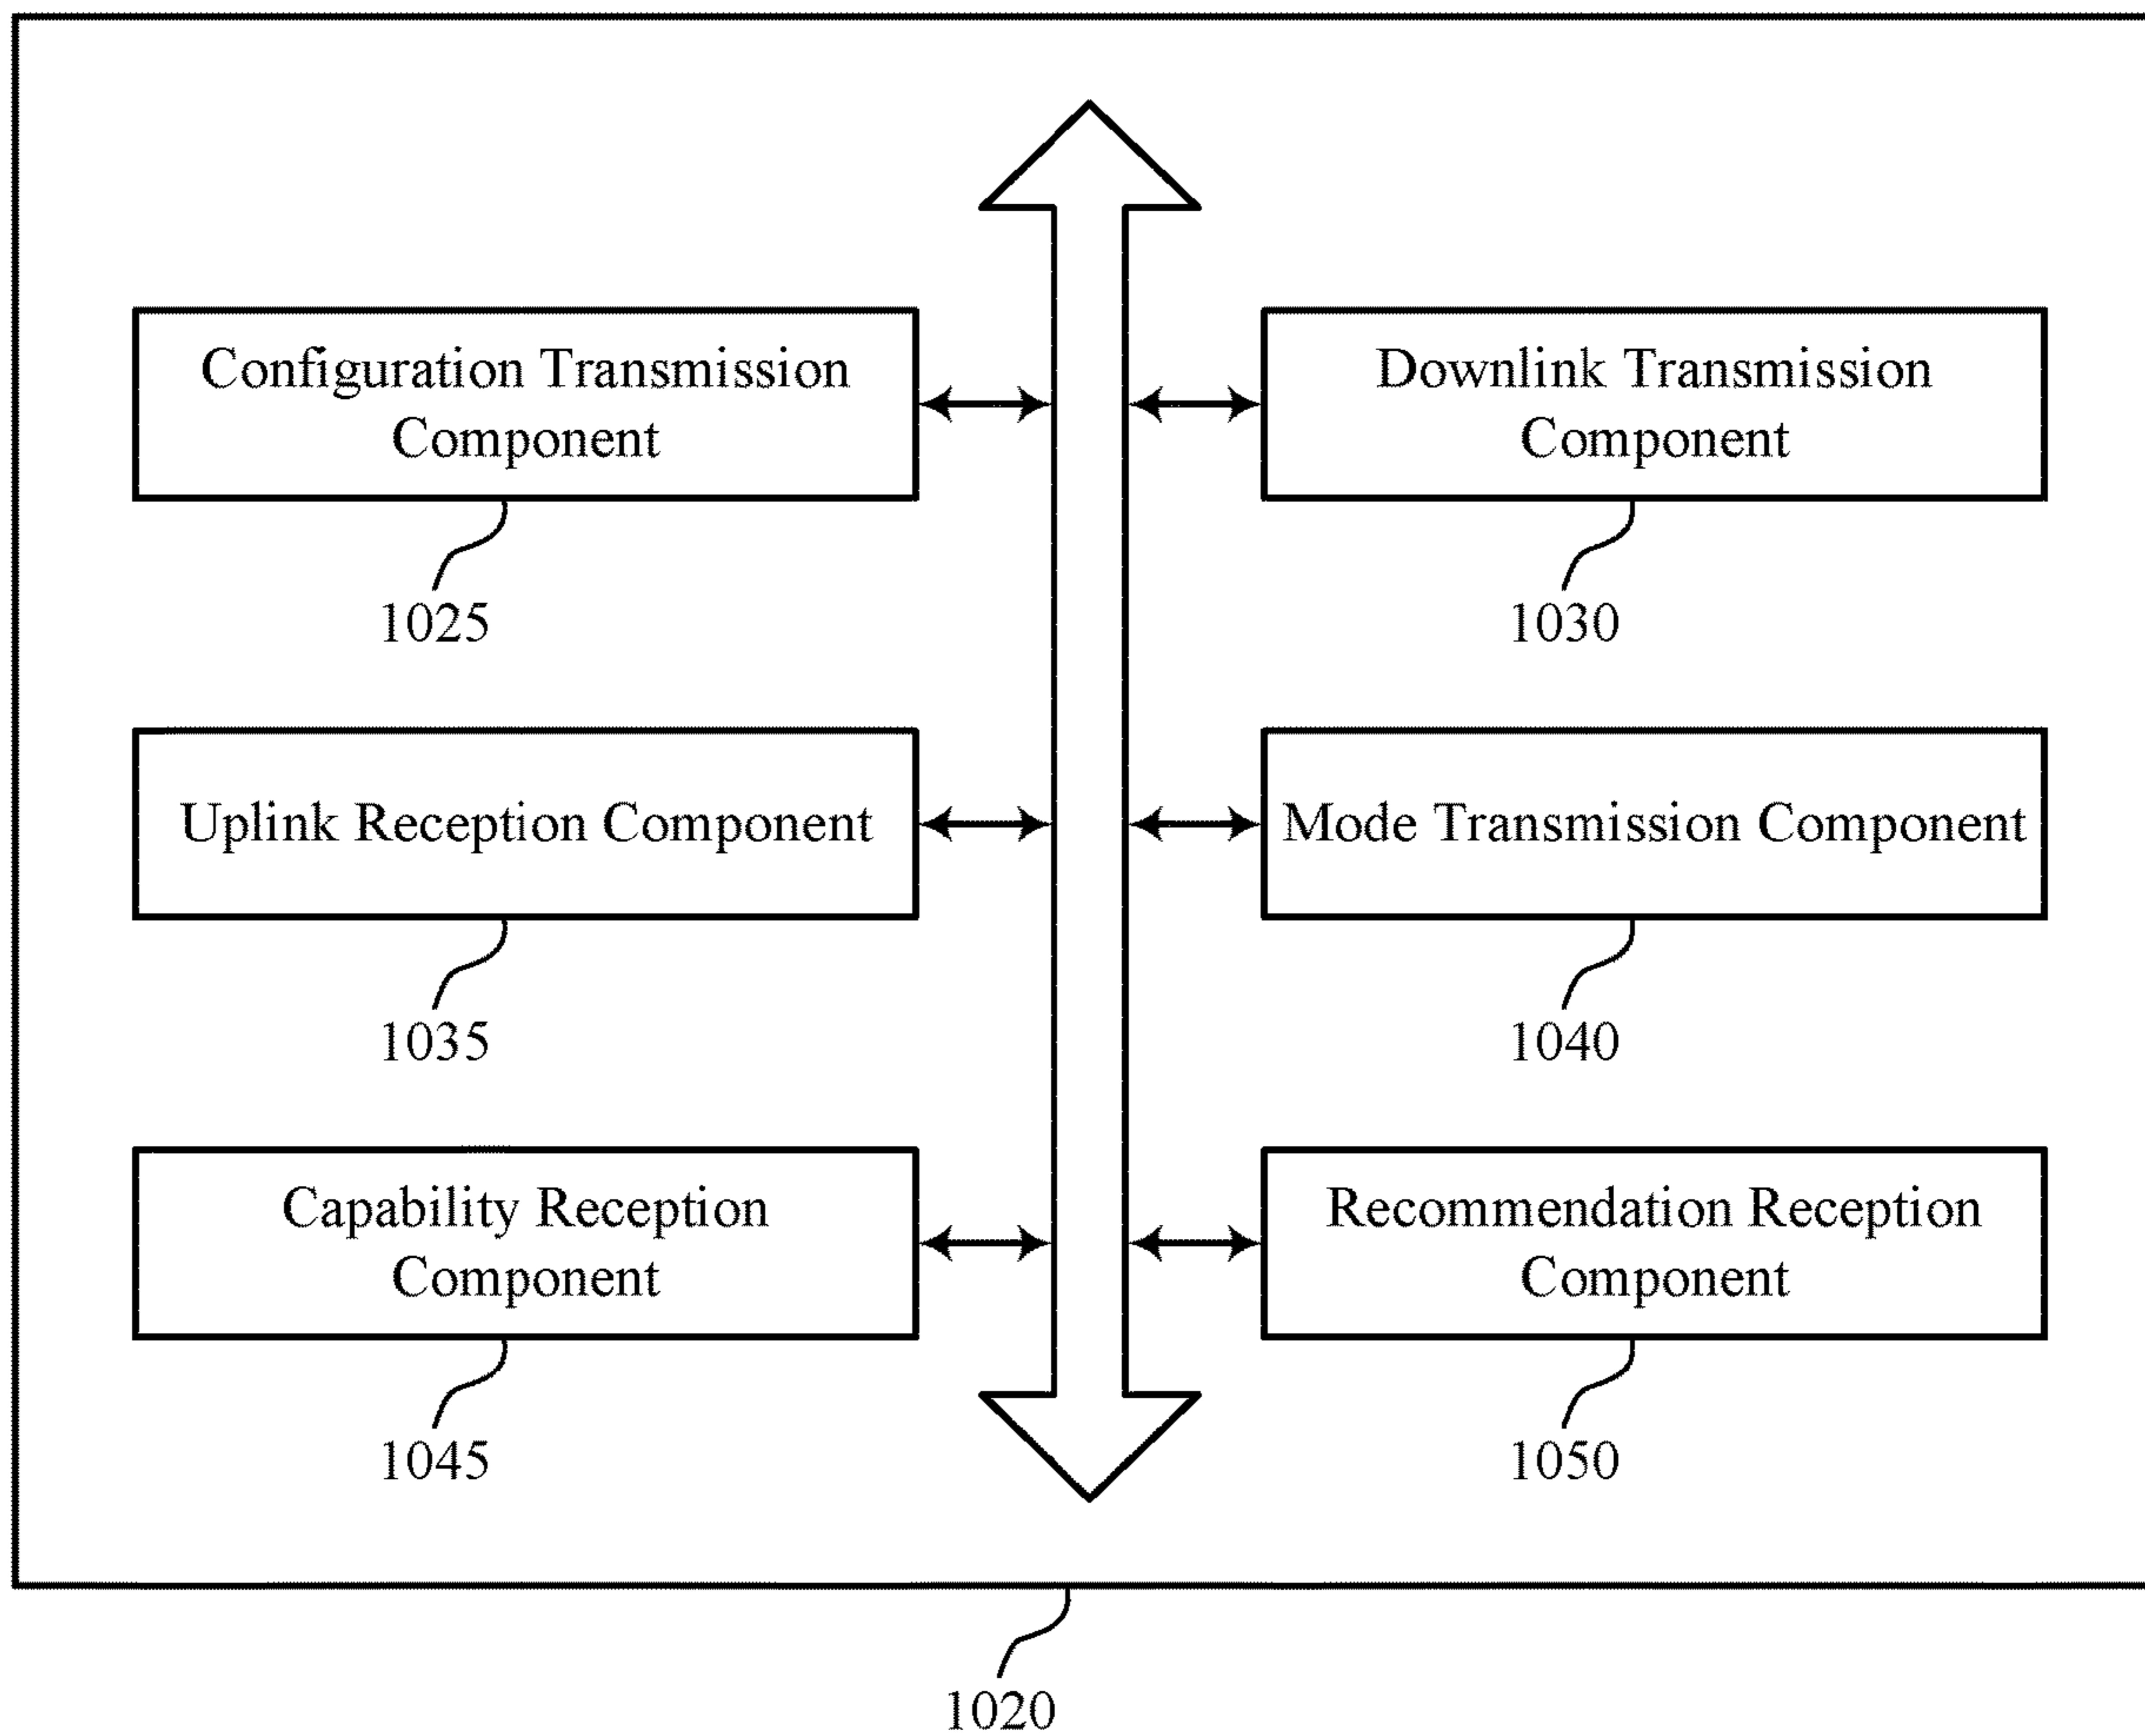 Configuration Transmission
Component
1025
Downlink Transmission
Component
1030
Uplink Reception Component
1035
Mode Transmission Component
1040
Capability Reception
Component
1045
Recommendation Reception
Component
1050
1020